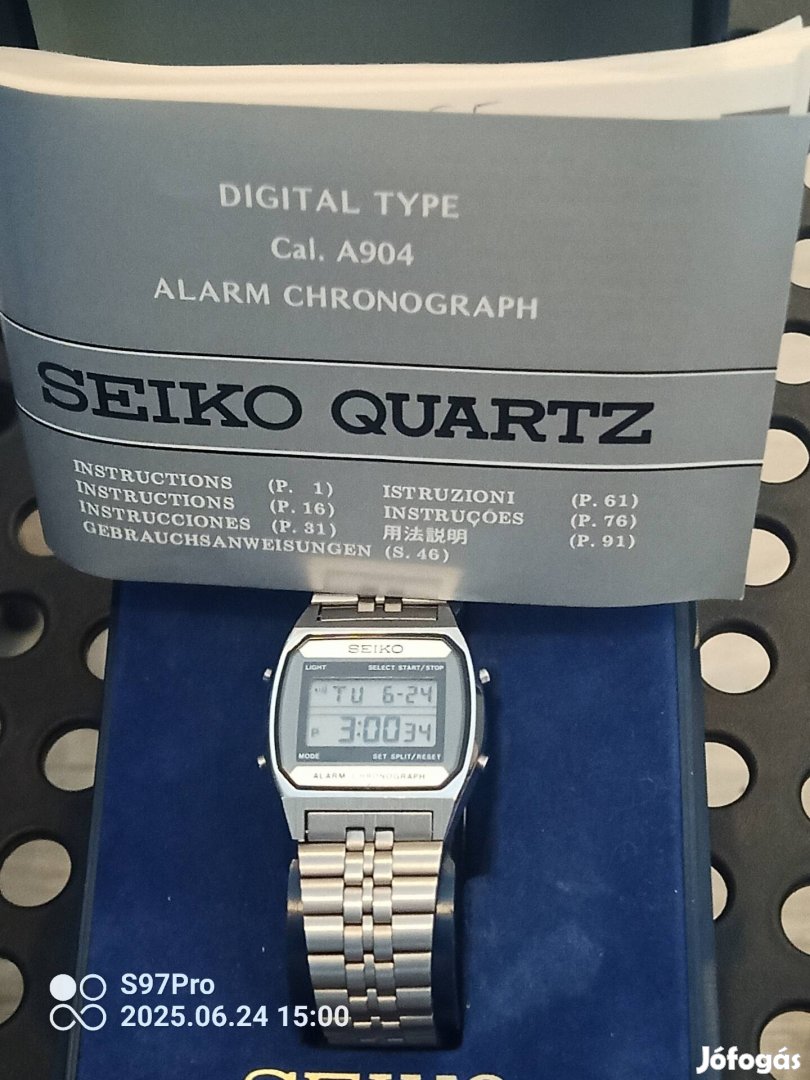 DIGITAL TYPE
Cal. A904
ALARM CHRONOGRAPH
SEIKO QUARTZ
INSTRUCTIONS (P. 1)
INSTRUCTIONS (P. 16)
INSTRUCCIONES (P. 31)
GEBRAUCHSANWEISUNGEN (S. 46)
ISTRUZIONI (P. 61)
INSTRUÇÕES (P. 76)
用法説明 (P. 91)
SEIKO
LIGHT SELECT START/STOP
TU 6-24
P 3:00 34
MODE SET SPLIT/RESET
ALARM CHRONOGRAPH
S97Pro
2025.06.24 15:00
SEIKO
Jófogás